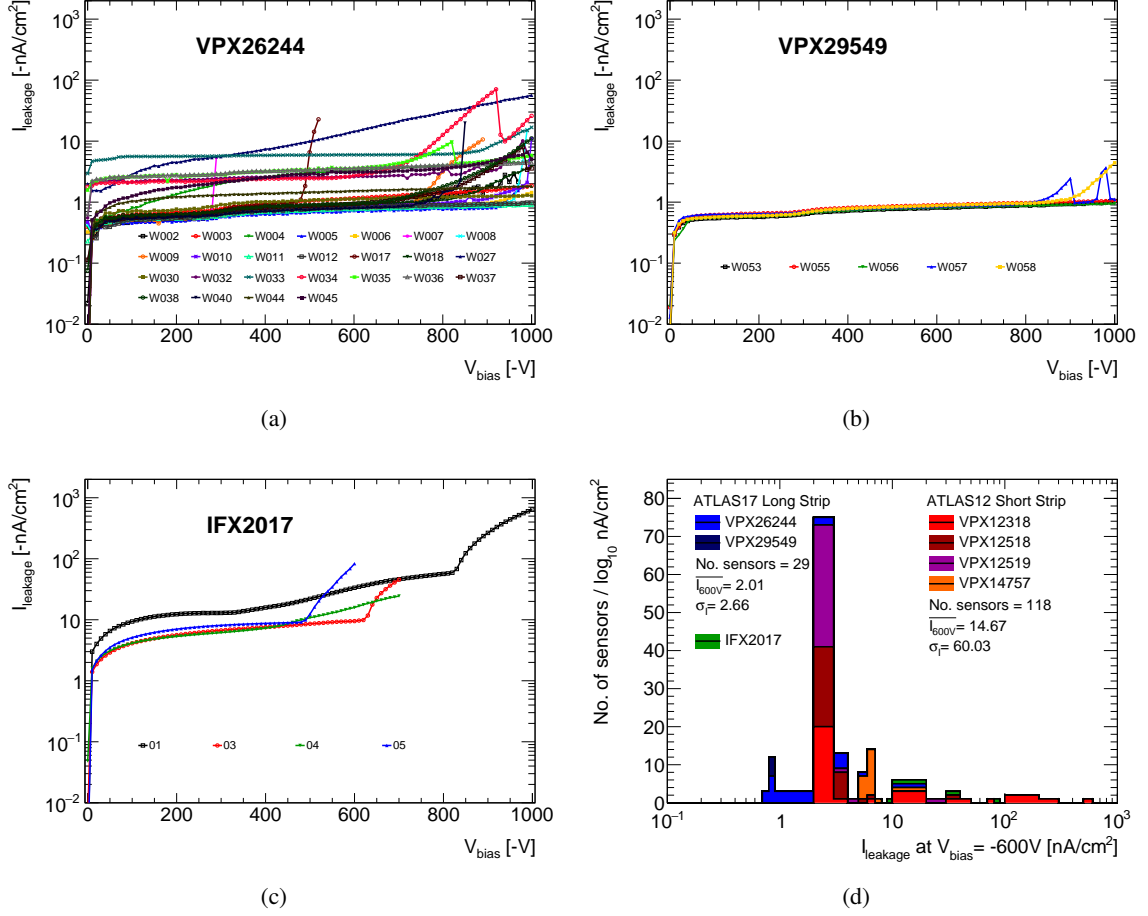 VPX26244
I_leakage [-nA/cm²]
10³
10²
10
1
10⁻¹
10⁻²
W002 W003 W004 W005 W006 W007 W008
W009 W010 W011 W012 W017 W018 W027
W030 W032 W033 W034 W035 W036 W037
W038 W040 W044 W045
0 200 400 600 800 1000
V_bias [-V]
(a)
VPX29549
I_leakage [-nA/cm²]
10³
10²
10
1
10⁻¹
10⁻²
W053 W055 W056 W057 W058
0 200 400 600 800 1000
V_bias [-V]
(b)
IFX2017
I_leakage [-nA/cm²]
10³
10²
10
1
10⁻¹
10⁻²
01 03 04 05
0 200 400 600 800 1000
V_bias [-V]
(c)
No. of sensors / log₁₀ nA/cm²
80
70
60
50
40
30
20
10
0
ATLAS17 Long Strip
VPX26244
VPX29549
No. sensors = 29
I_600V= 2.01
σ_I= 2.66
IFX2017
ATLAS12 Short Strip
VPX12318
VPX12518
VPX12519
VPX14757
No. sensors = 118
I_600V= 14.67
σ_I= 60.03
10⁻¹ 1 10 10² 10³
I_leakage at V_bias= -600V [nA/cm²]
(d)